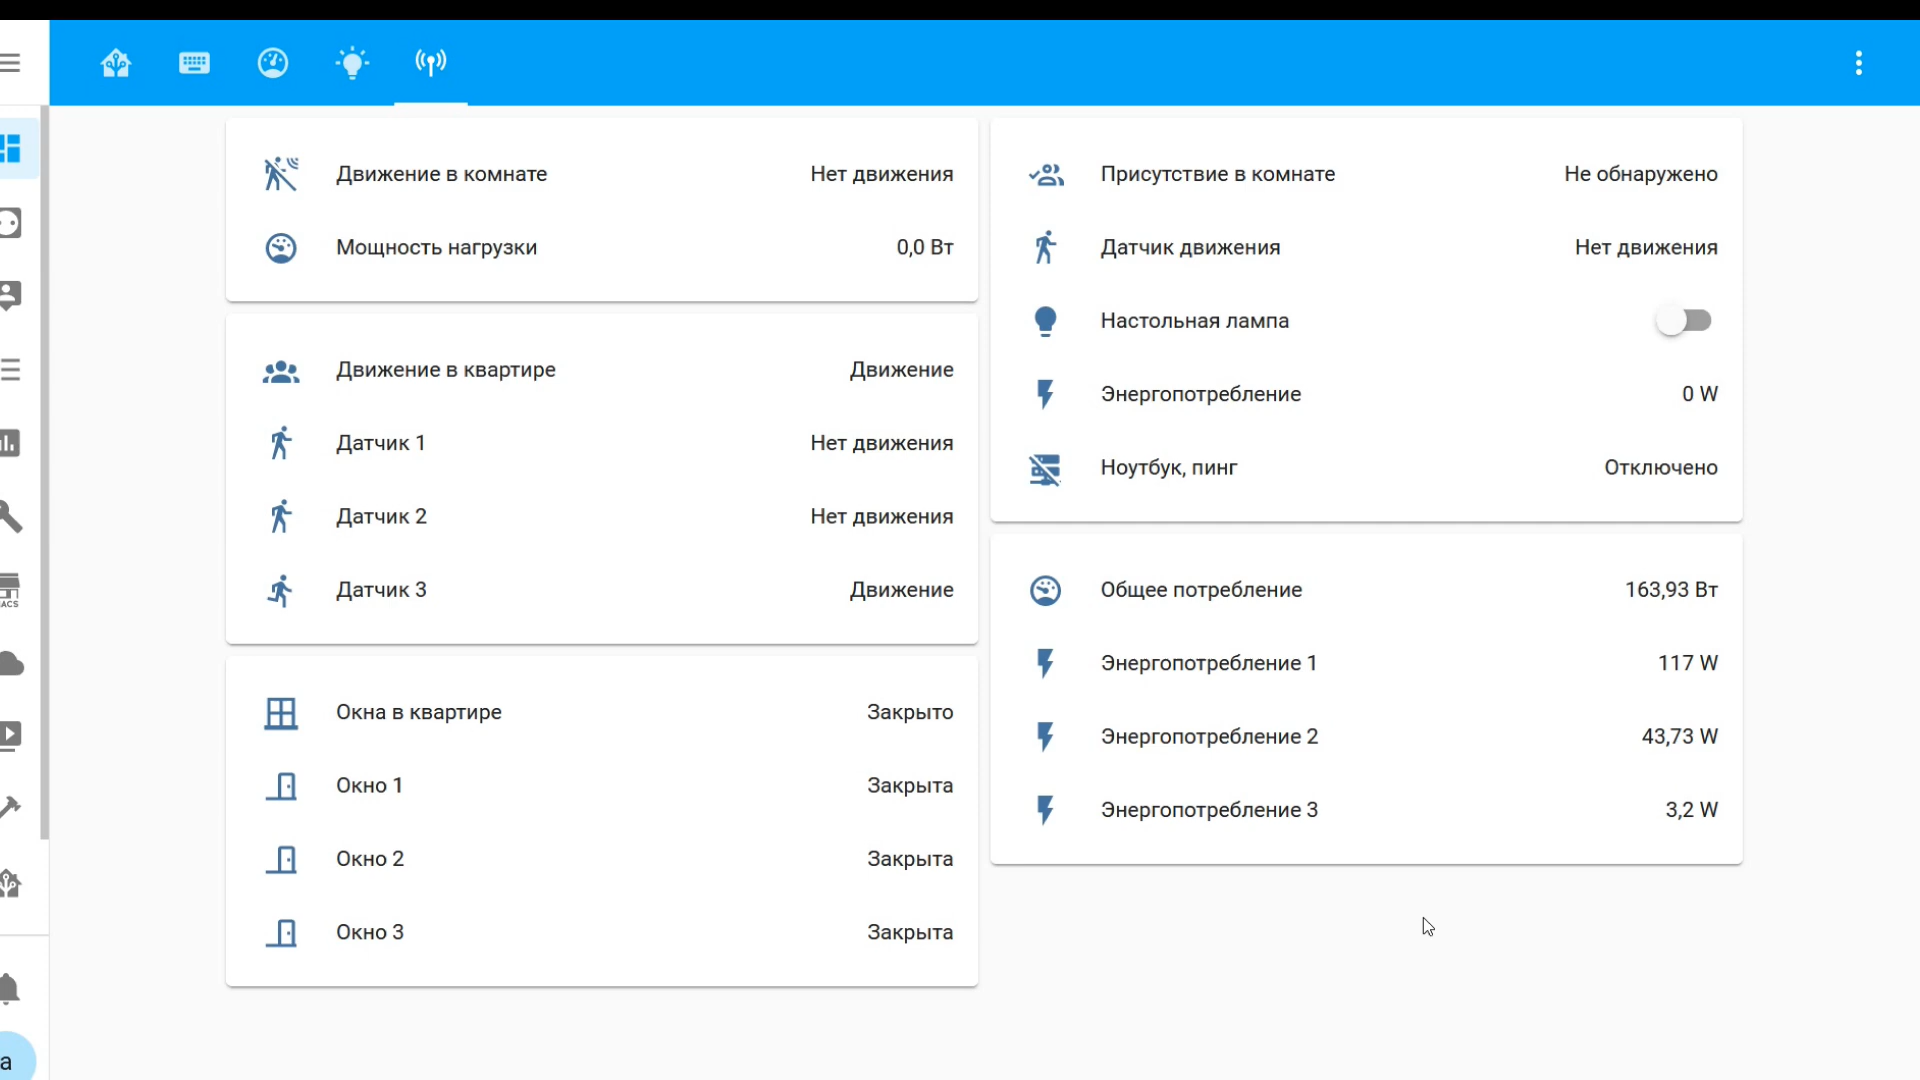 Движение в комнате Нет движения
Мощность нагрузки 0,0 Вт
Движение в квартире Движение
Датчик 1 Нет движения
Датчик 2 Нет движения
Датчик 3 Движение
Окна в квартире Закрыто
Окно 1 Закрыта
Окно 2 Закрыта
Окно 3 Закрыта
Присутствие в комнате Не обнаружено
Датчик движения Нет движения
Настольная лампа
Энергопотребление 0 W
Ноутбук, пинг Отключено
Общее потребление 163,93 Вт
Энергопотребление 1 117 W
Энергопотребление 2 43,73 W
Энергопотребление 3 3,2 W
ACS
a